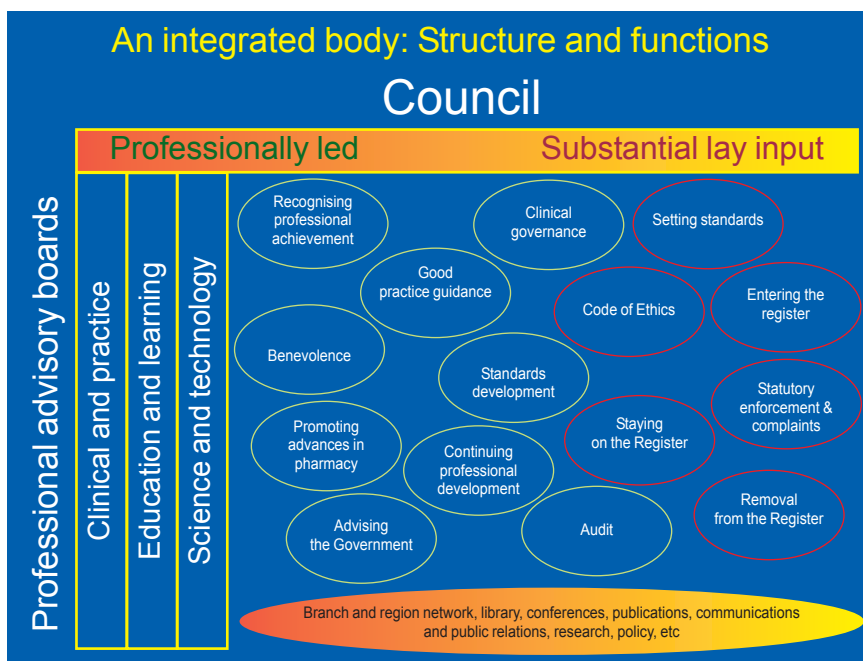 An integrated body: Structure and functions
Council
Professionally led
Substantial lay input
Professional advisory boards
Clinical and practice
Education and learning
Science and technology
Recognising
professional
achievement
Clinical
governance
Setting standards
Good
practice guidance
Code of Ethics
Entering the
register
Benevolence
Standards
development
Statutory
enforcement &
complaints
Promoting
advances in
pharmacy
Continuing
professional
development
Staying
on the Register
Advising
the Government
Audit
Removal
from the Register
Branch and region network, library, conferences, publications, communications
and public relations, research, policy, etc